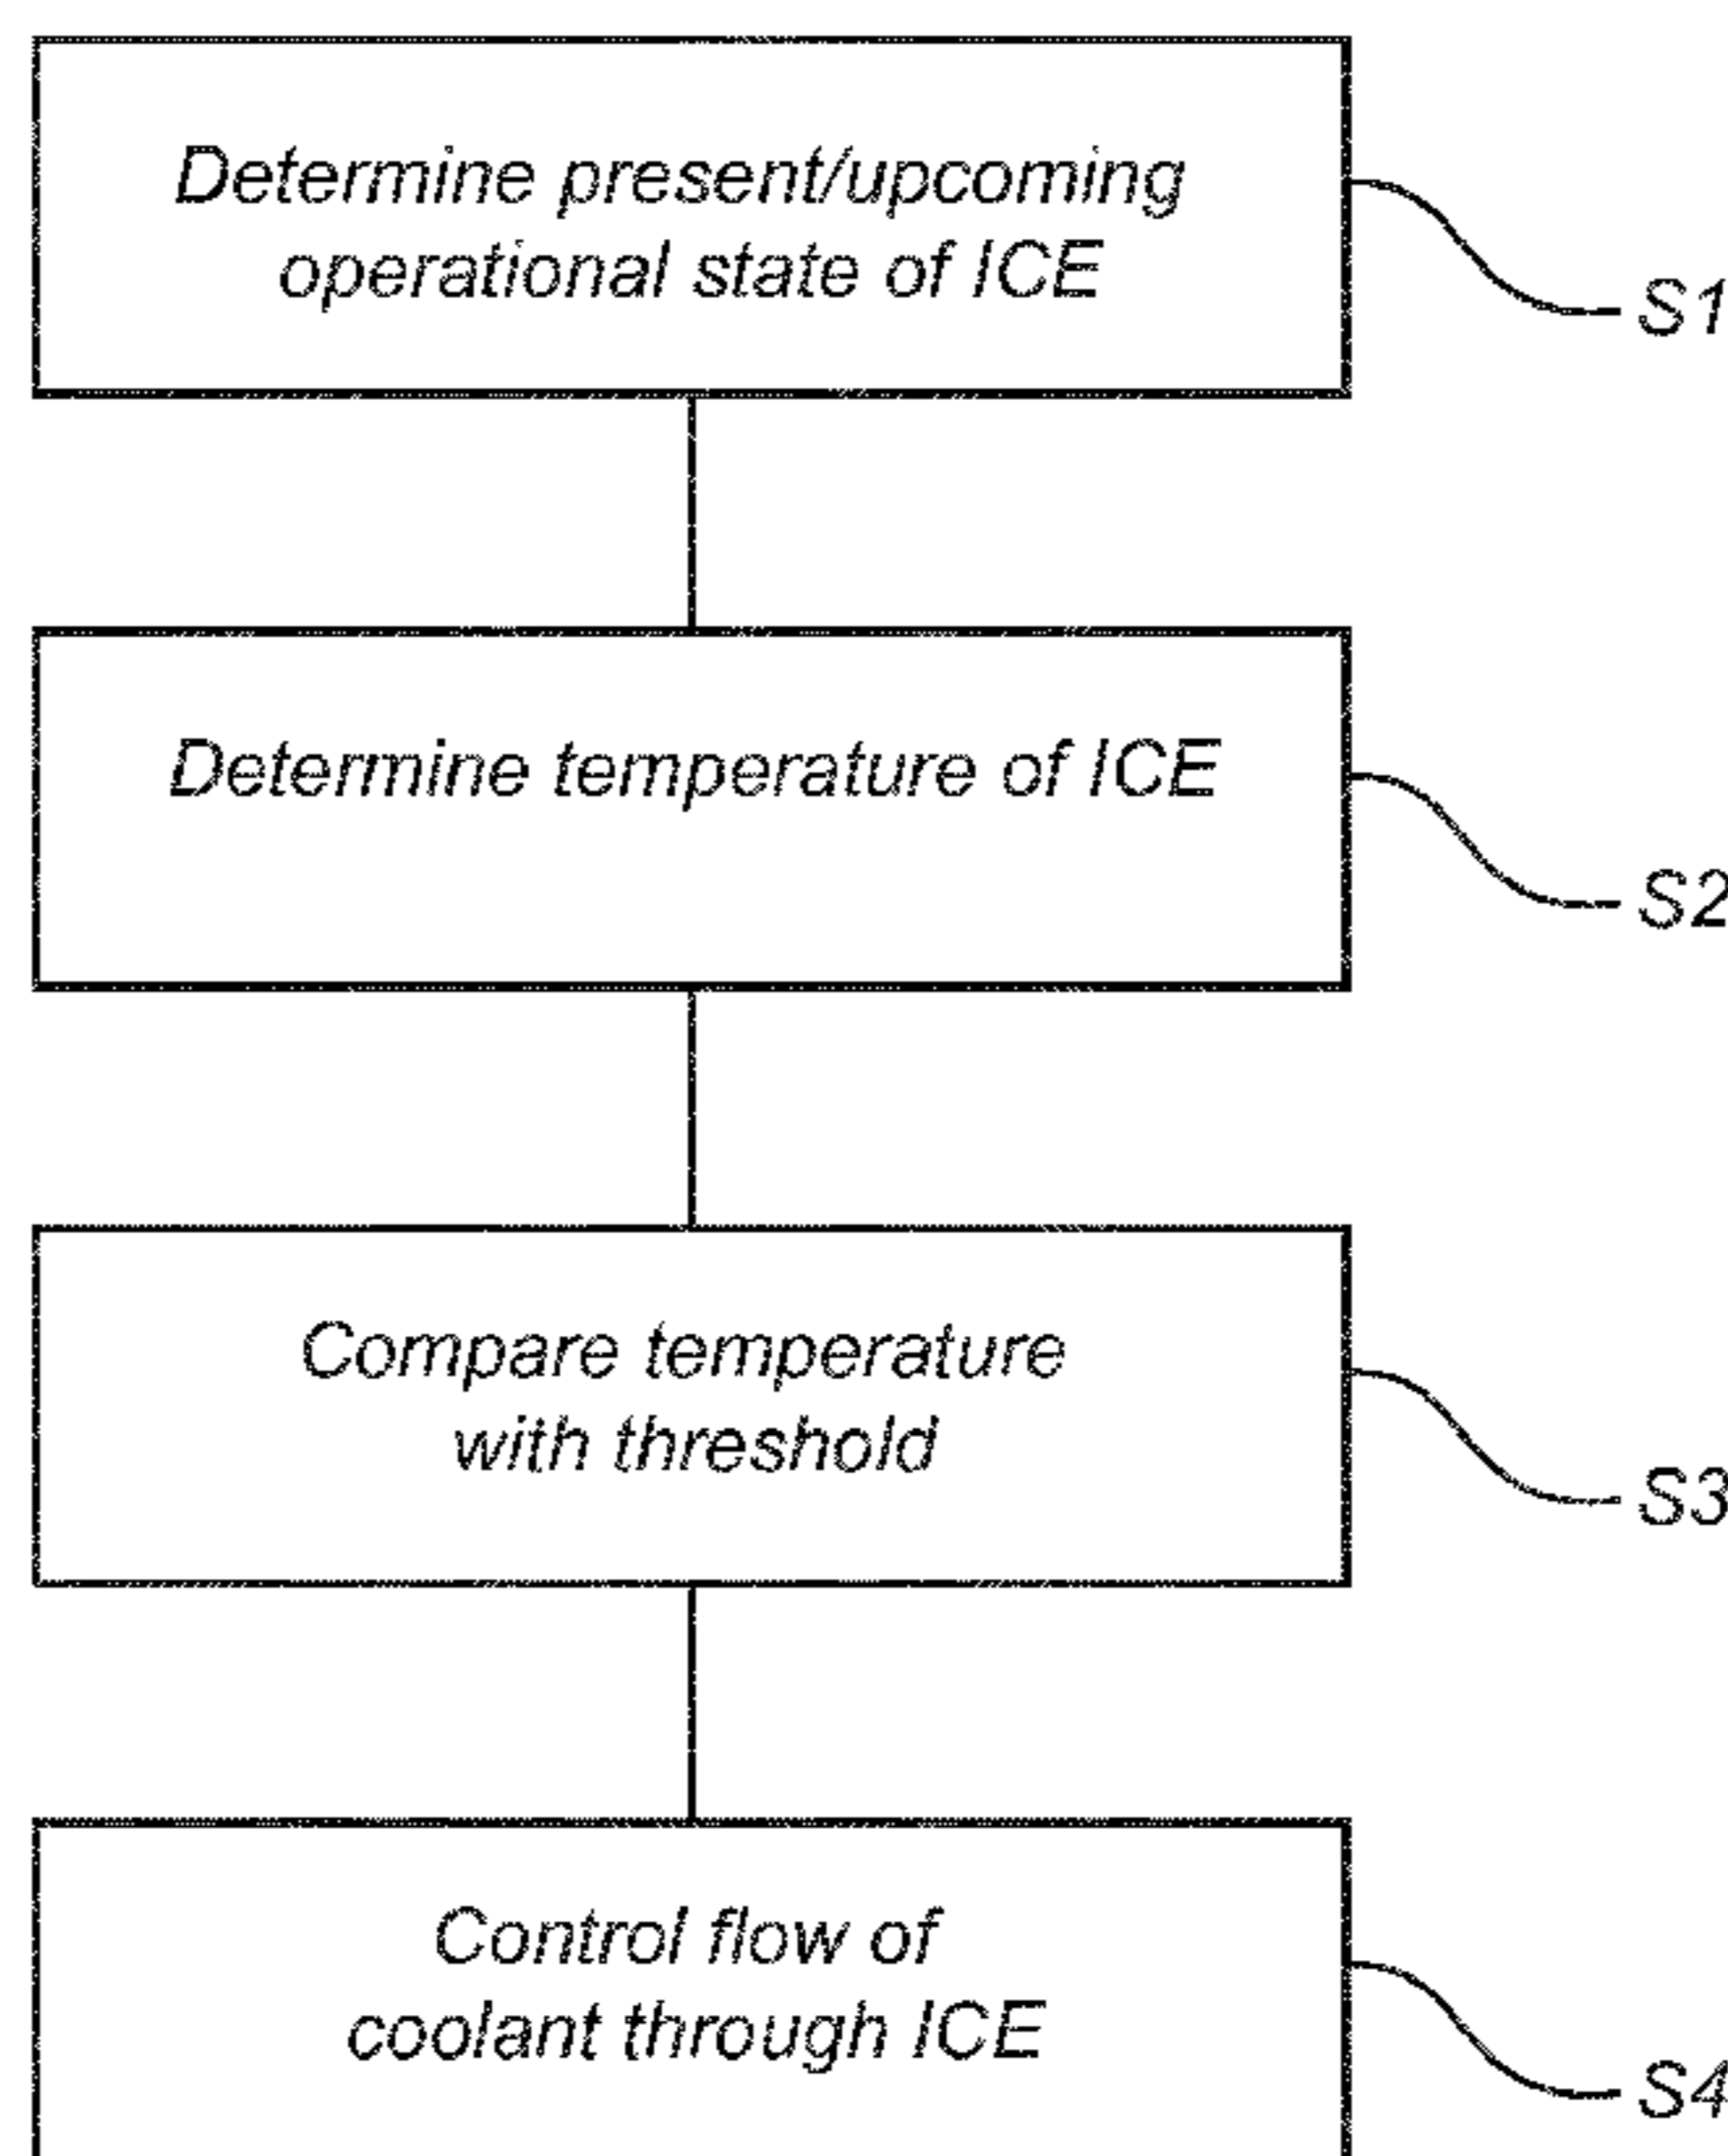 Determine present/upcoming
operational state of ICE
S1
Determine temperature of ICE
S2
Compare temperature
with threshold
S3
Control flow of
coolant through ICE
S4